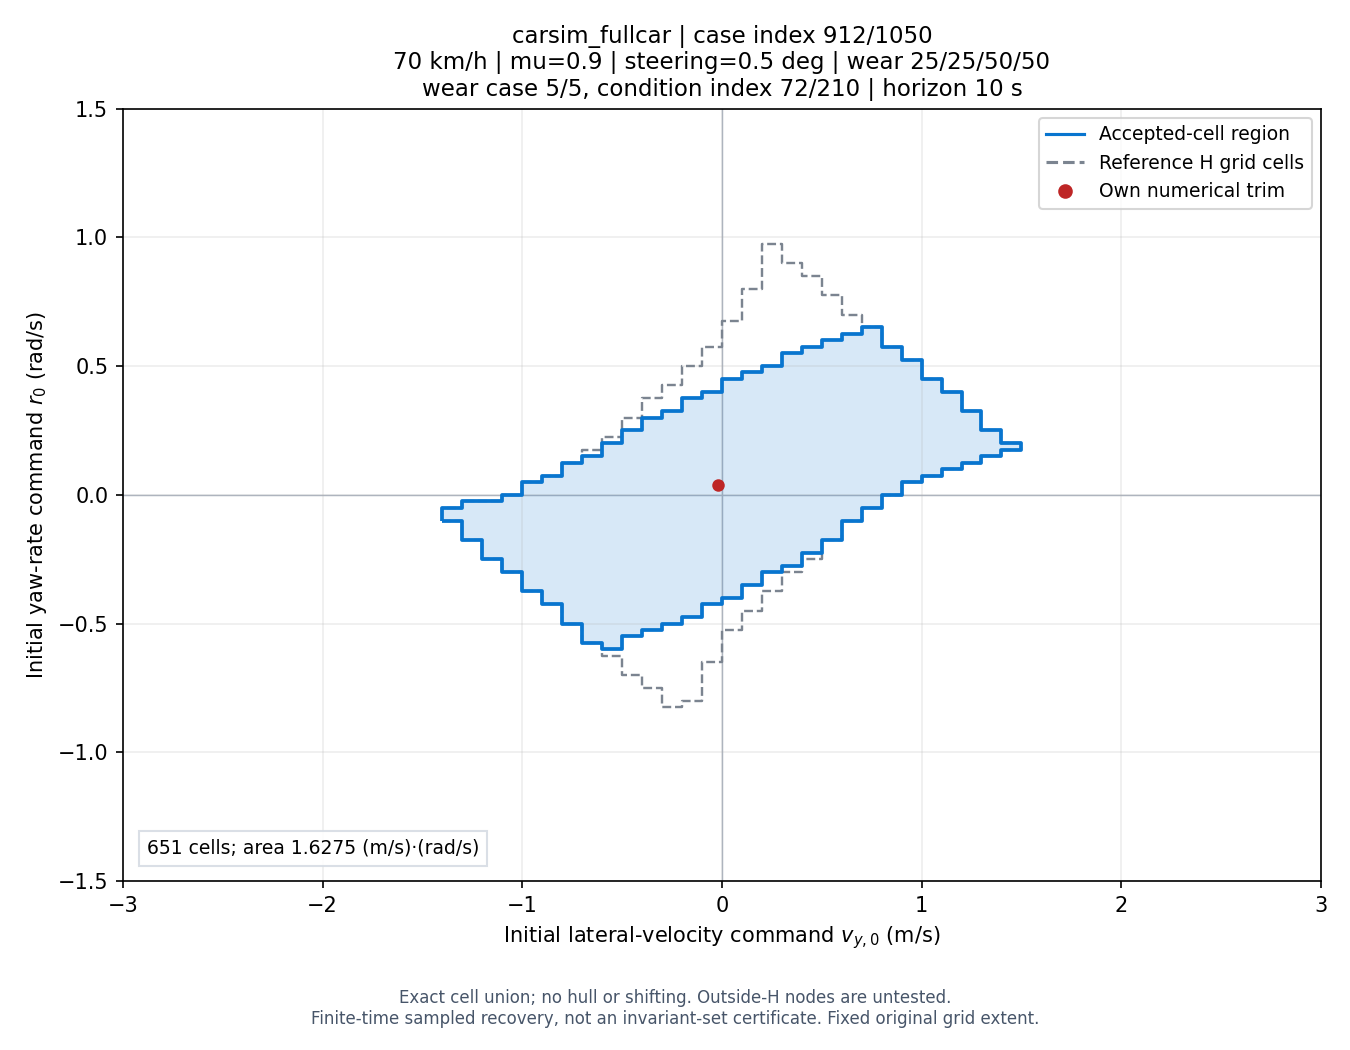 carsim_fullcar | case index 912/1050
70 km/h | mu=0.9 | steering=0.5 deg | wear 25/25/50/50
wear case 5/5, condition index 72/210 | horizon 10 s
1.5
1.0
0.5
0.0
−0.5
−1.0
−1.5
Initial yaw-rate command r₀ (rad/s)
Accepted-cell region
Reference H grid cells
Own numerical trim
651 cells; area 1.6275 (m/s)·(rad/s)
−3
−2
−1
0
1
2
3
Initial lateral-velocity command v_{y,0} (m/s)
Exact cell union; no hull or shifting. Outside-H nodes are untested.
Finite-time sampled recovery, not an invariant-set certificate. Fixed original grid extent.